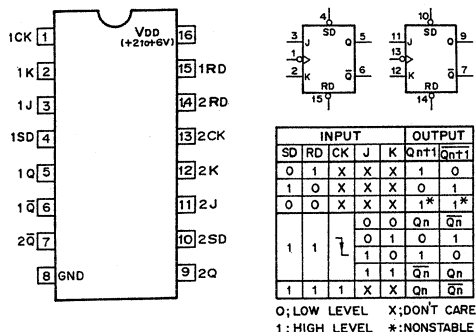 1CK 1
VDD
(+2 to +6V)
16
1K 2
15 1RD
1J 3
14 2RD
1SD 4
13 2CK
1Q 5
12 2K
1Q̅ 6
11 2J
2Q̅ 7
10 2SD
8 GND
9 2Q
4
SD
3 J Q 5
1
2 K Q̅ 6
RD
15
10
SD
11 J Q 9
13
12 K Q̅ 7
RD
14
INPUT OUTPUT
SD RD CK J K Qn+1 Q̅n+1
0 1 X X X 1 0
1 0 X X X 0 1
0 0 X X X 1* 1*
1 1 0 0 Qn Q̅n
0 1 0 1
1 0 1 0
1 1 Q̅n Qn
1 1 1 X X Qn Q̅n
0; LOW LEVEL X; DON'T CARE
1: HIGH LEVEL *: NONSTABLE